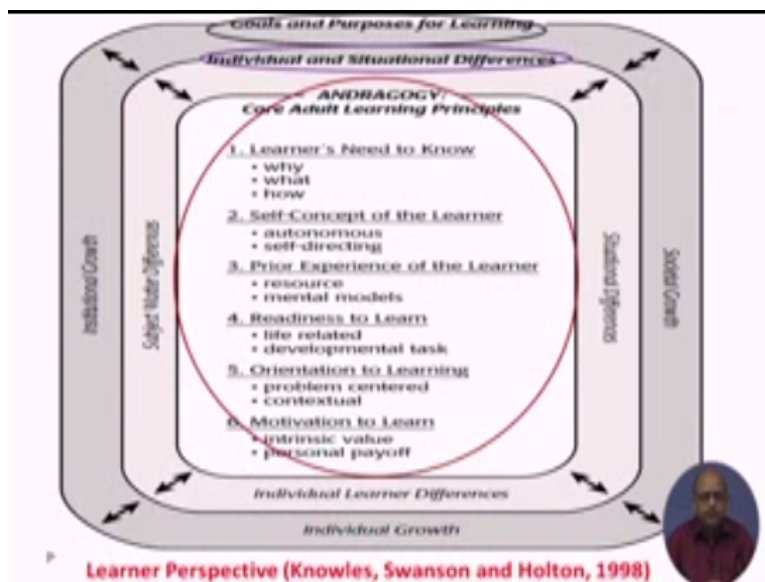 Goals and Purposes for Learning
Individual and Situational Differences
ANDRAGOGY:
Core Adult Learning Principles
1. Learner's Need to Know
• why
• what
• how
2. Self-Concept of the Learner
• autonomous
• self-directing
3. Prior Experience of the Learner
• resource
• mental models
4. Readiness to Learn
• life related
• developmental task
5. Orientation to Learning
• problem centered
• contextual
6. Motivation to Learn
• intrinsic value
• personal payoff
Institutional Growth
Subject Matter Differences
Situational Differences
Societal Growth
Individual Learner Differences
Individual Growth
Learner Perspective (Knowles, Swanson and Holton, 1998)